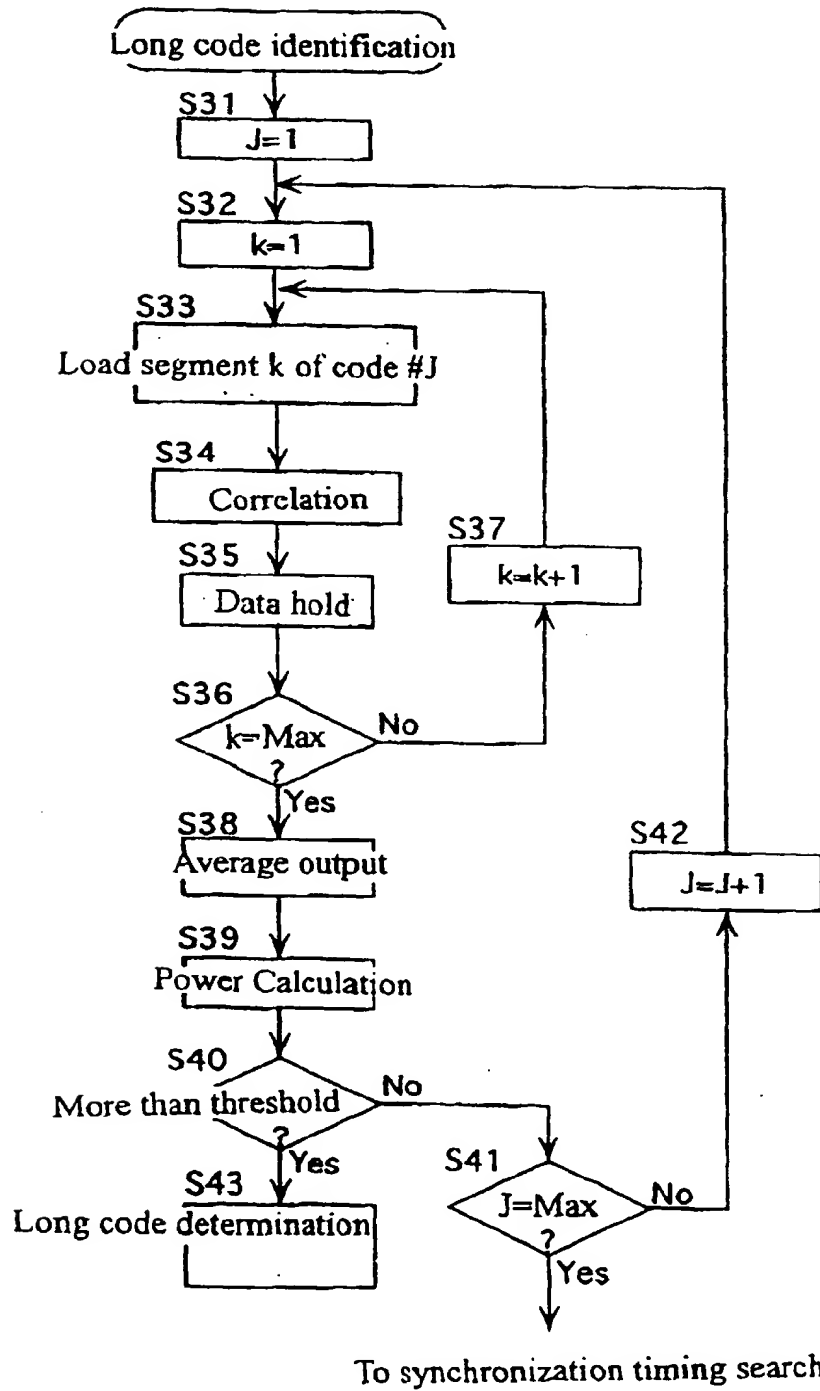 Long code identification
S31
J=1
S32
k=1
S33
Load segment k of code #J
S34
Correlation
S35
Data hold
S36
k=Max
?
No
Yes
S37
k=k+1
S38
Average output
S39
Power Calculation
S40
More than threshold
?
No
Yes
S41
J=Max
?
No
Yes
S42
J=J+1
S43
Long code determination
To synchronization timing search